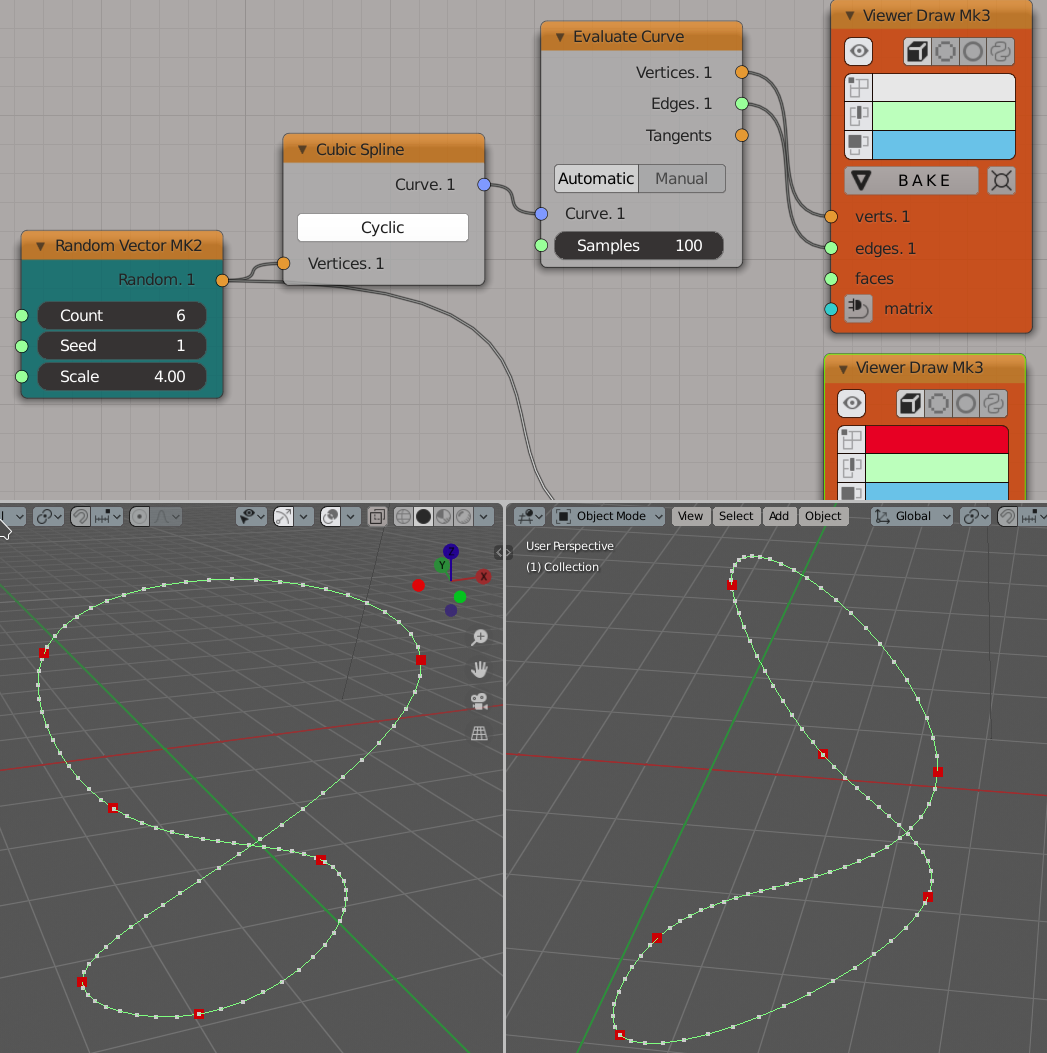 Viewer Draw Mk3
Evaluate Curve
Vertices. 1
Edges. 1
Tangents
Automatic Manual
Curve. 1
Samples 100
BAKE
verts. 1
edges. 1
faces
matrix
Cubic Spline
Curve. 1
Cyclic
Vertices. 1
Random Vector MK2
Random. 1
Count 6
Seed 1
Scale 4.00
Viewer Draw Mk3
Z
Y
X
Object Mode View Select Add Object Global
User Perspective
(1) Collection